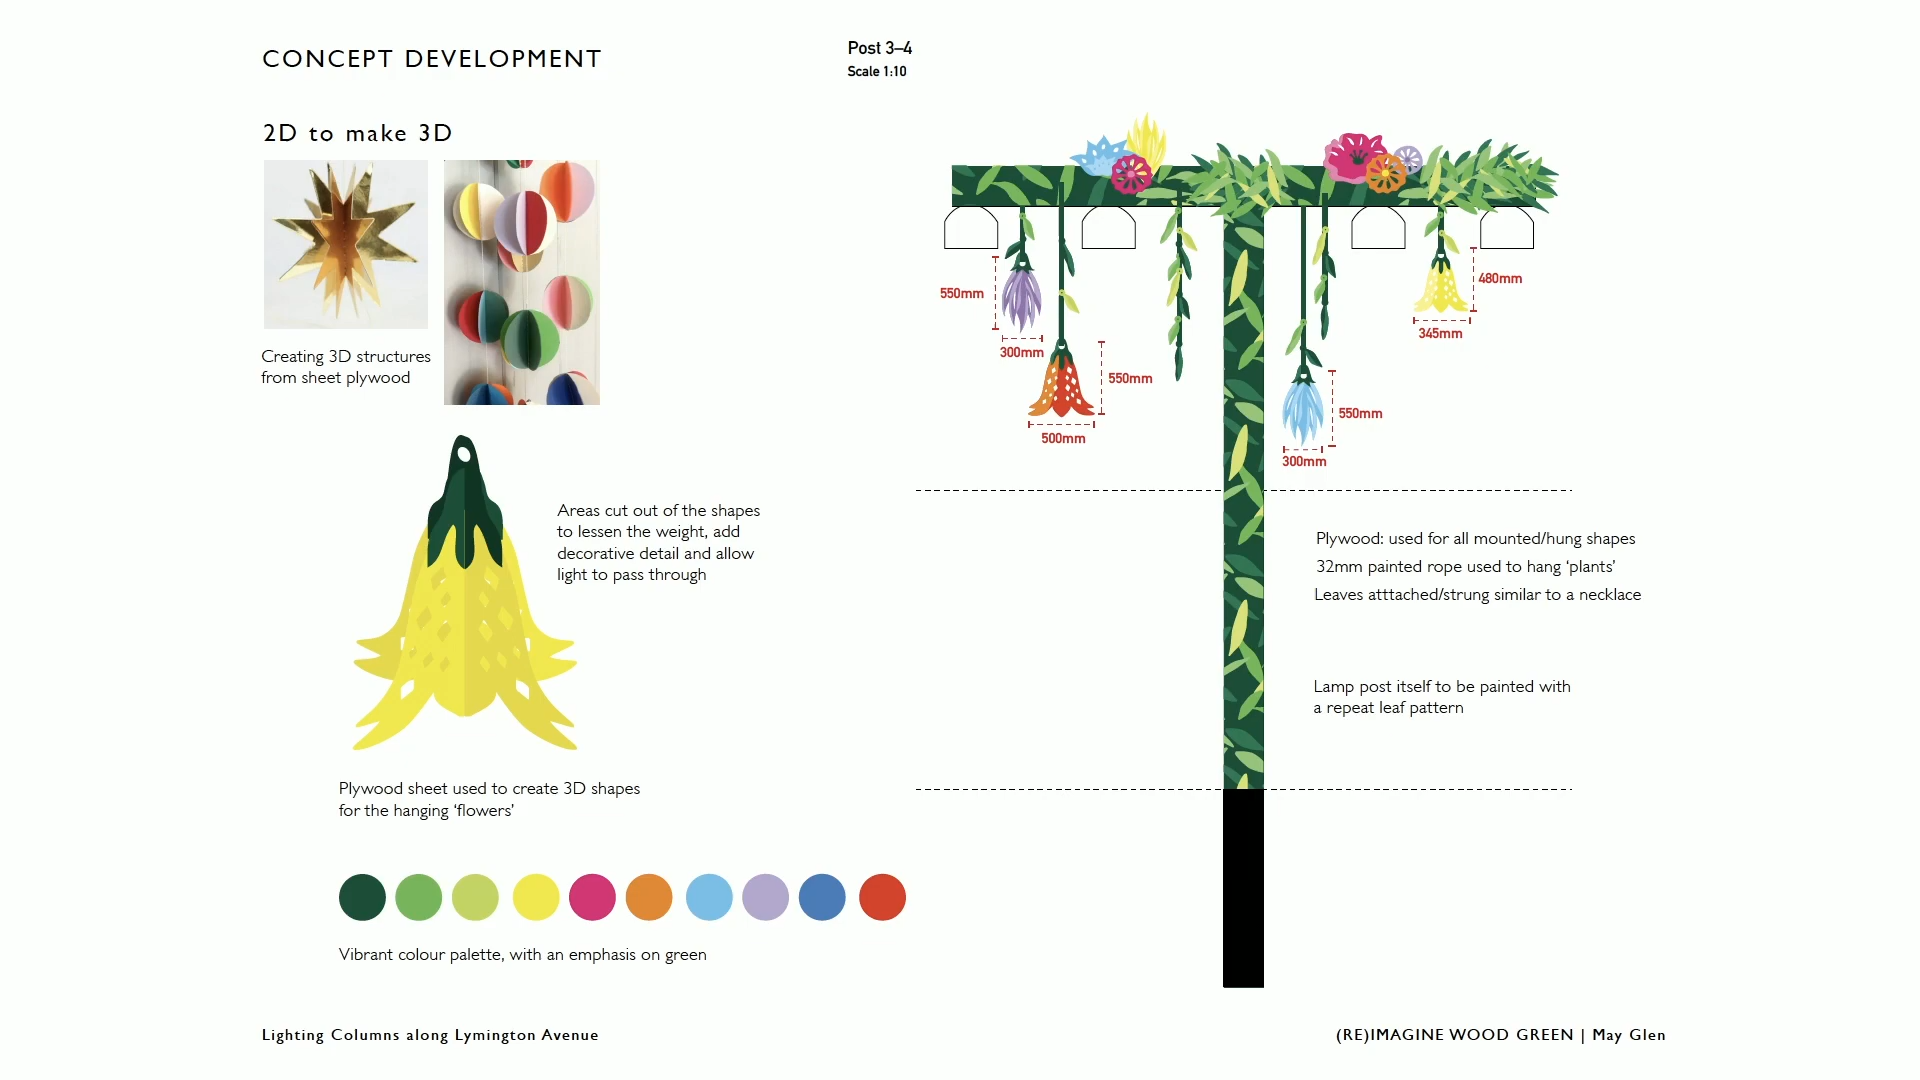 CONCEPT DEVELOPMENT
Post 3–4
Scale 1:10
2D to make 3D
Creating 3D structures
from sheet plywood
Areas cut out of the shapes
to lessen the weight, add
decorative detail and allow
light to pass through
Plywood sheet used to create 3D shapes
for the hanging ‘flowers’
Vibrant colour palette, with an emphasis on green
550mm
300mm
550mm
500mm
480mm
345mm
550mm
300mm
Plywood: used for all mounted/hung shapes
32mm painted rope used to hang ‘plants’
Leaves atttached/strung similar to a necklace
Lamp post itself to be painted with
a repeat leaf pattern
Lighting Columns along Lymington Avenue
(RE)IMAGINE WOOD GREEN | May Glen